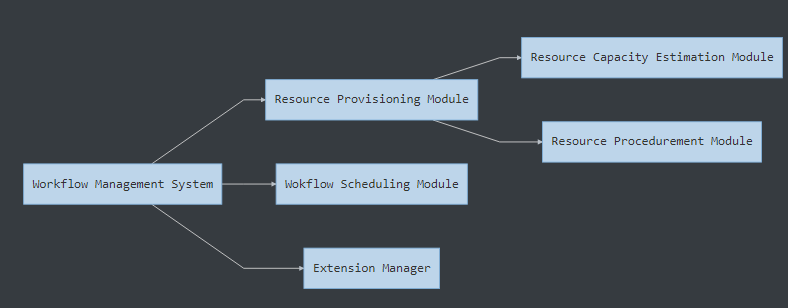 Resource Capacity Estimation Module
Resource Provisioning Module
Resource Procedurement Module
Workflow Management System
Wokflow Scheduling Module
Extension Manager